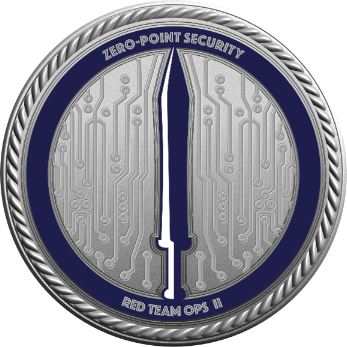 ZERO-POINT SECURITY
RED TEAM OPS II